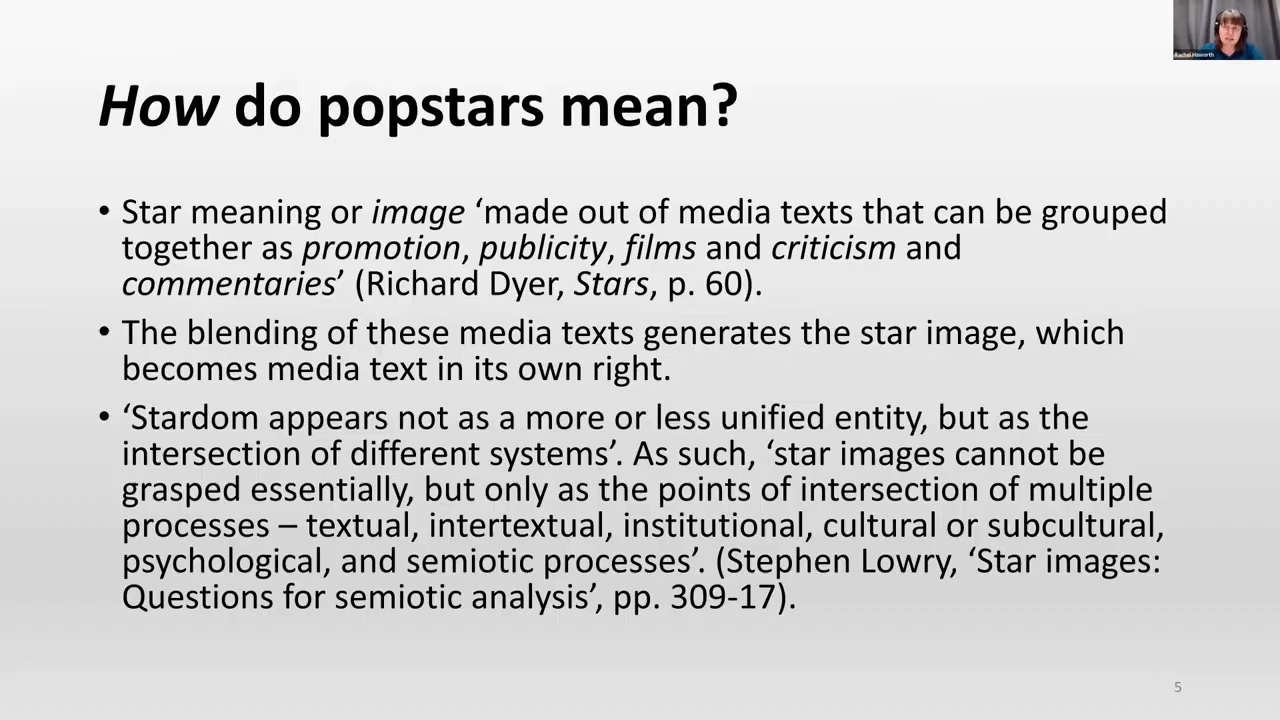 Rachel Haworth
How do popstars mean?
• Star meaning or image ‘made out of media texts that can be grouped
together as promotion, publicity, films and criticism and
commentaries’ (Richard Dyer, Stars, p. 60).
• The blending of these media texts generates the star image, which
becomes media text in its own right.
• ‘Stardom appears not as a more or less unified entity, but as the
intersection of different systems’. As such, ‘star images cannot be
grasped essentially, but only as the points of intersection of multiple
processes – textual, intertextual, institutional, cultural or subcultural,
psychological, and semiotic processes’. (Stephen Lowry, ‘Star images:
Questions for semiotic analysis’, pp. 309-17).
5